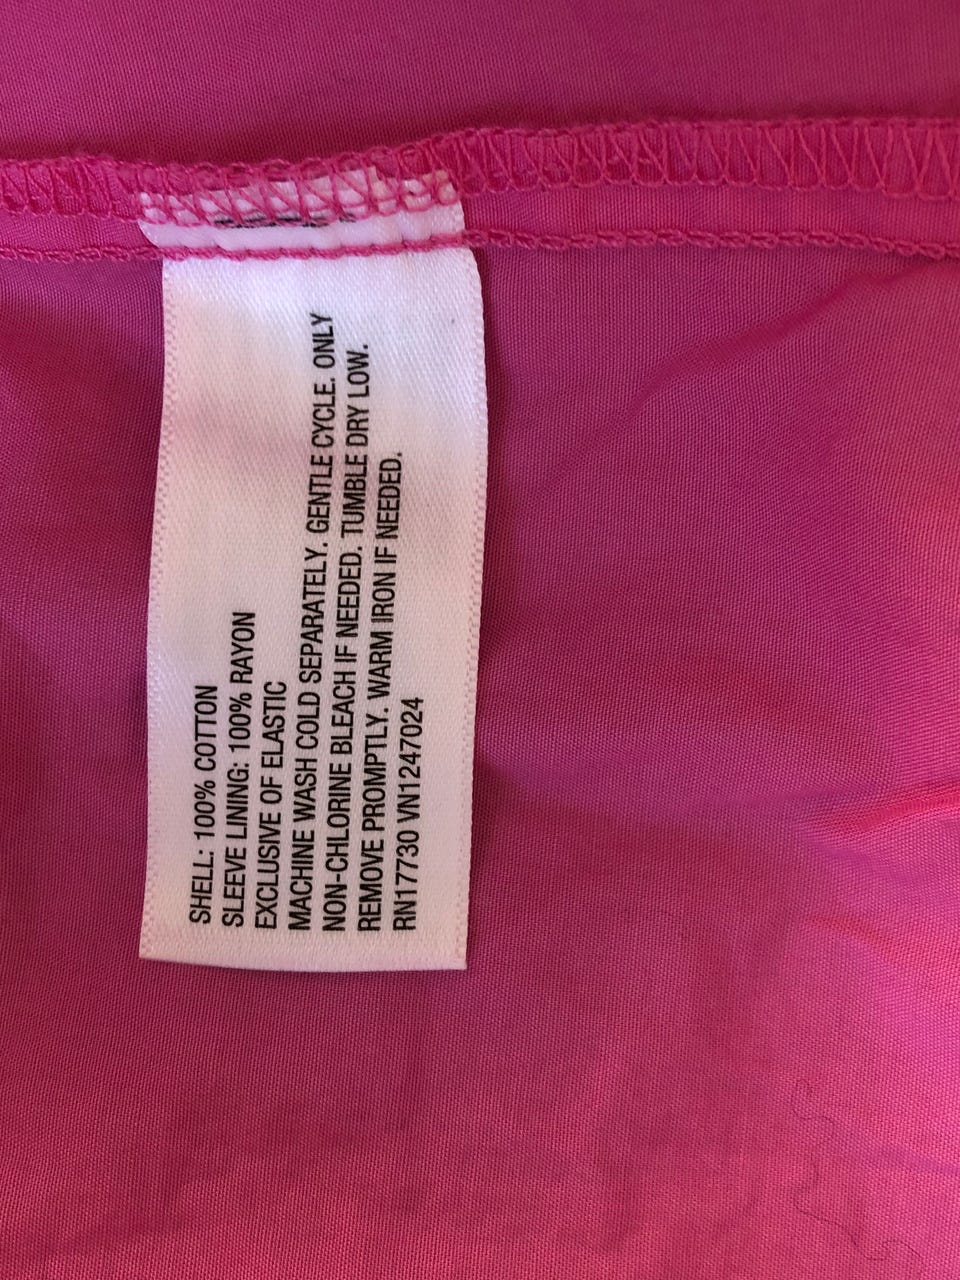 SHELL: 100% COTTON
SLEEVE LINING: 100% RAYON
EXCLUSIVE OF ELASTIC
MACHINE WASH COLD SEPARATELY. GENTLE CYCLE. ONLY
NON-CHLORINE BLEACH IF NEEDED. TUMBLE DRY LOW.
REMOVE PROMPTLY. WARM IRON IF NEEDED.
RN17730 VN1247024